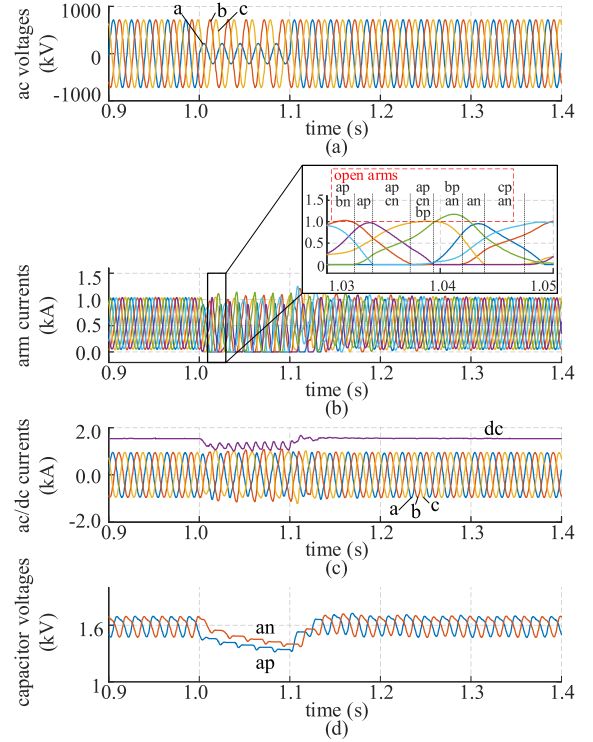 ac voltages
(kV)
1000
0
-1000
a
b
c
0.9 1.0 1.1 1.2 1.3 1.4
time (s)
(a)
open arms
ap
bn
ap
ap
cn
ap
cn
bp
bp
an
an
cp
an
1.5
1.0
0.5
0
1.03 1.04 1.05
arm currents
(kA)
1.5
1.0
0.5
0.0
0.9 1.0 1.1 1.2 1.3 1.4
time (s)
(b)
ac/dc currents
(kA)
2.0
0.0
-2.0
dc
a
b
c
0.9 1.0 1.1 1.2 1.3 1.4
time (s)
(c)
capacitor voltages
(kV)
1.6
1
an
ap
0.9 1.0 1.1 1.2 1.3 1.4
time (s)
(d)